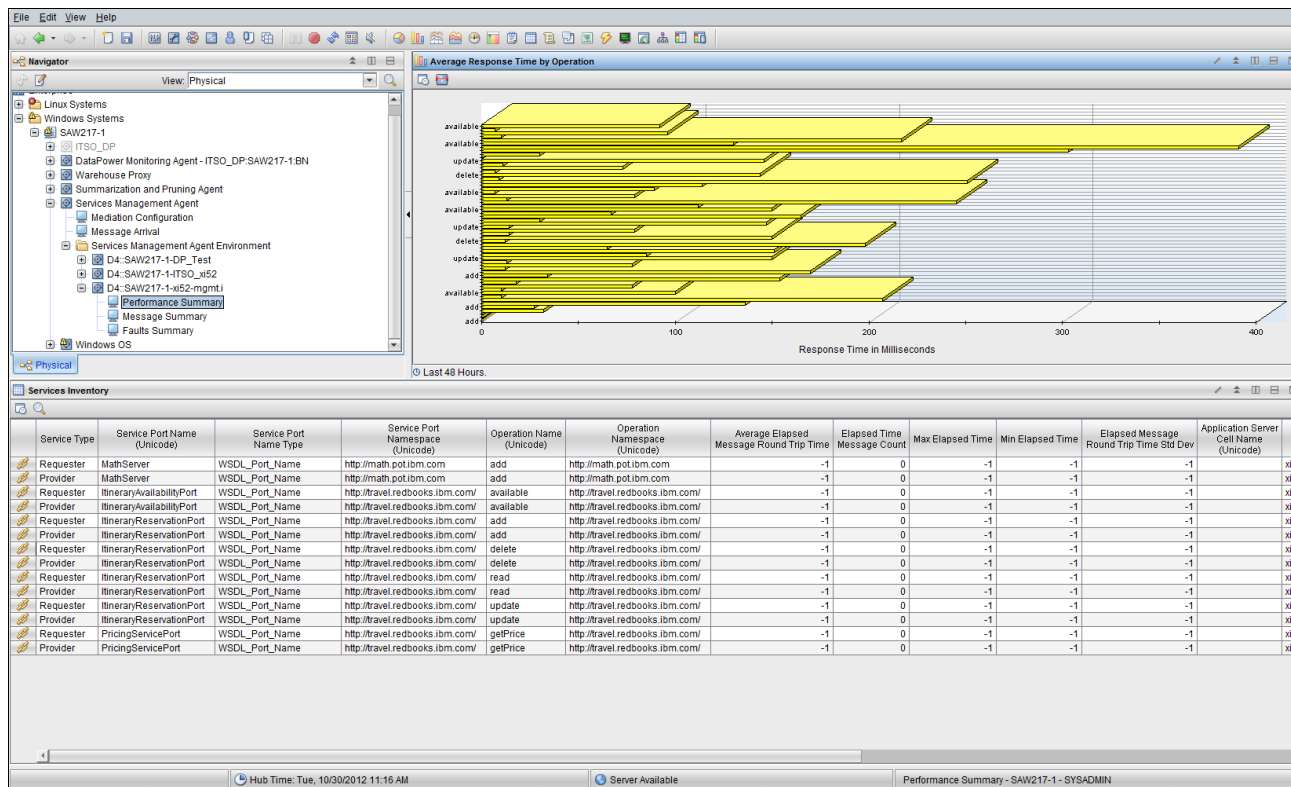 File Edit View Help
Navigator
View: Physical
Linux Systems
Windows Systems
SAW217-1
ITSO_DP
DataPower Monitoring Agent - ITSO_DP:SAW217-1:BN
Warehouse Proxy
Summarization and Pruning Agent
Services Management Agent
Mediation Configuration
Message Arrival
Services Management Agent Environment
D4::SAW217-1-DP_Test
D4::SAW217-1-ITSO_xi52
D4::SAW217-1-xi52-mgmt.i
Performance Summary
Message Summary
Faults Summary
Windows OS
Physical
Average Response Time by Operation
available
available
update
delete
available
available
update
delete
update
add
available
add
add
0 100 200 300 400
Response Time in Milliseconds
Last 48 Hours.
Services Inventory
Service Type Service Port Name (Unicode) Service Port Name Type Service Port Namespace (Unicode) Operation Name (Unicode) Operation Namespace (Unicode) Average Elapsed Message Round Trip Time Elapsed Time Message Count Max Elapsed Time Min Elapsed Time Elapsed Message Round Trip Time Std Dev Application Server Cell Name (Unicode)
Requester MathServer WSDL_Port_Name http://math.pot.ibm.com add http://math.pot.ibm.com -1 0 -1 -1 -1 xi
Provider MathServer WSDL_Port_Name http://math.pot.ibm.com add http://math.pot.ibm.com -1 0 -1 -1 -1 xi
Requester ItineraryAvailabilityPort WSDL_Port_Name http://travel.redbooks.ibm.com/ available http://travel.redbooks.ibm.com/ -1 0 -1 -1 -1 xi
Provider ItineraryAvailabilityPort WSDL_Port_Name http://travel.redbooks.ibm.com/ available http://travel.redbooks.ibm.com/ -1 0 -1 -1 -1 xi
Requester ItineraryReservationPort WSDL_Port_Name http://travel.redbooks.ibm.com/ add http://travel.redbooks.ibm.com/ -1 0 -1 -1 -1 xi
Provider ItineraryReservationPort WSDL_Port_Name http://travel.redbooks.ibm.com/ add http://travel.redbooks.ibm.com/ -1 0 -1 -1 -1 xi
Requester ItineraryReservationPort WSDL_Port_Name http://travel.redbooks.ibm.com/ delete http://travel.redbooks.ibm.com/ -1 0 -1 -1 -1 xi
Provider ItineraryReservationPort WSDL_Port_Name http://travel.redbooks.ibm.com/ delete http://travel.redbooks.ibm.com/ -1 0 -1 -1 -1 xi
Requester ItineraryReservationPort WSDL_Port_Name http://travel.redbooks.ibm.com/ read http://travel.redbooks.ibm.com/ -1 0 -1 -1 -1 xi
Provider ItineraryReservationPort WSDL_Port_Name http://travel.redbooks.ibm.com/ read http://travel.redbooks.ibm.com/ -1 0 -1 -1 -1 xi
Requester ItineraryReservationPort WSDL_Port_Name http://travel.redbooks.ibm.com/ update http://travel.redbooks.ibm.com/ -1 0 -1 -1 -1 xi
Provider ItineraryReservationPort WSDL_Port_Name http://travel.redbooks.ibm.com/ update http://travel.redbooks.ibm.com/ -1 0 -1 -1 -1 xi
Requester PricingServicePort WSDL_Port_Name http://travel.redbooks.ibm.com/ getPrice http://travel.redbooks.ibm.com/ -1 0 -1 -1 -1 xi
Provider PricingServicePort WSDL_Port_Name http://travel.redbooks.ibm.com/ getPrice http://travel.redbooks.ibm.com/ -1 0 -1 -1 -1 xi
Hub Time: Tue, 10/30/2012 11:16 AM Server Available Performance Summary - SAW217-1 - SYSADMIN